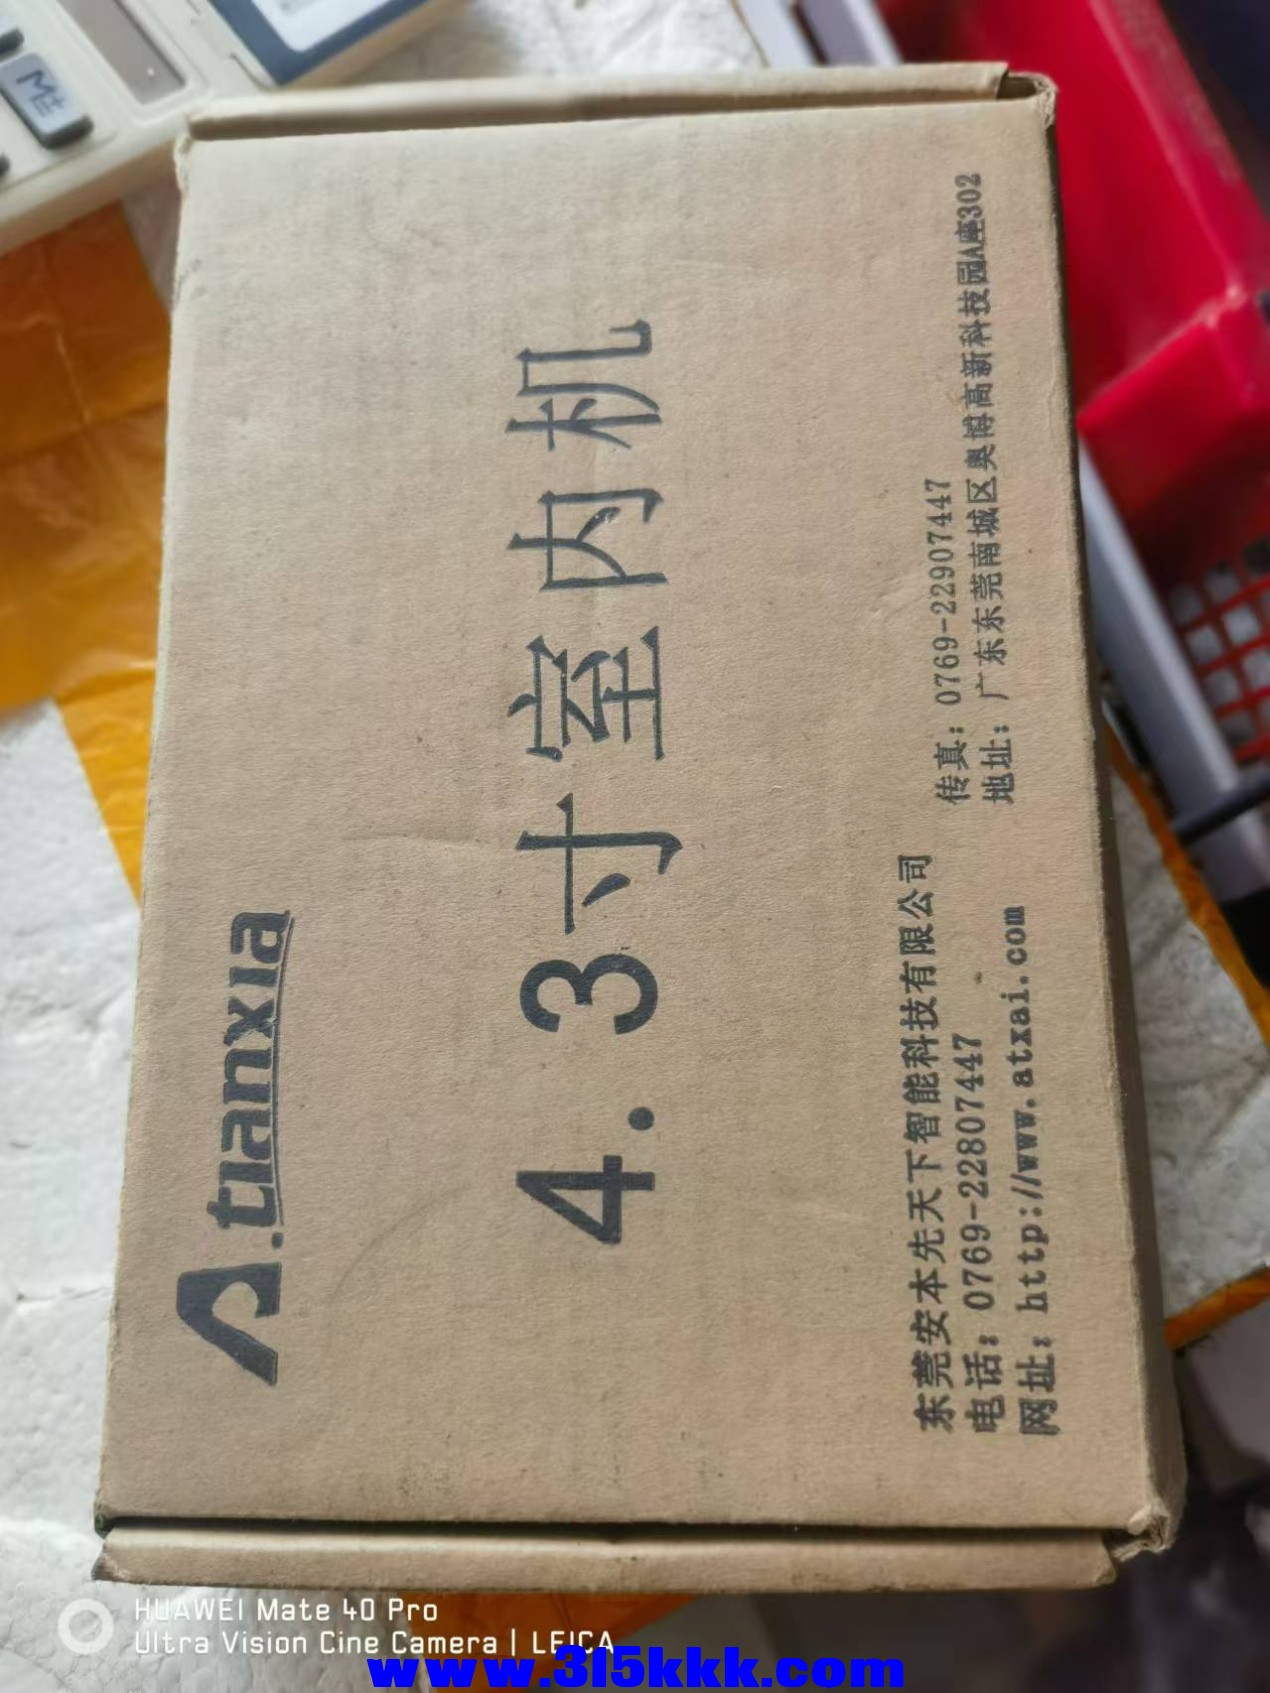 A.tianxia
4.3寸室内机
东莞安本先天下智能科技有限公司
电话：0769-22807447
传真：0769-22907447
网址：http://www.atxai.com
地址：广东东莞南城区奥博高新科技园A座302
M±
HUAWEI Mate 40 Pro
Ultra Vision Cine Camera | LEICA
www.315kkk.com